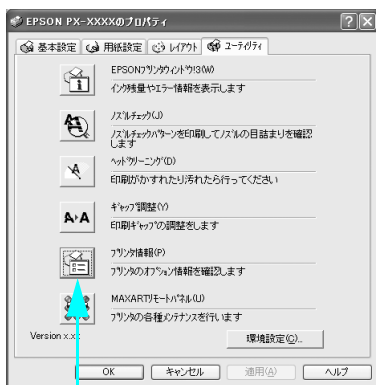 EPSON PX-XXXXのプロパティ
基本設定 用紙設定 レイアウト ユーティリティ
EPSONプリンタウィンドウ!3(W)
インク残量やエラー情報を表示します
ノズルチェック(J)
ノズルチェックパターンを印刷してノズルの目詰まりを確認
します
ヘッドクリーニング(D)
印刷がかすれたり汚れたら行ってください
ギャップ調整(Y)
印刷ギャップの調整をします
プリンタ情報(P)
プリンタのオプション情報を確認します
MAXARTリモートパネル(U)
プリンタの各種メンテナンスを行います
Version x.x
環境設定(C)...
OK キャンセル 適用(A) ヘルプ